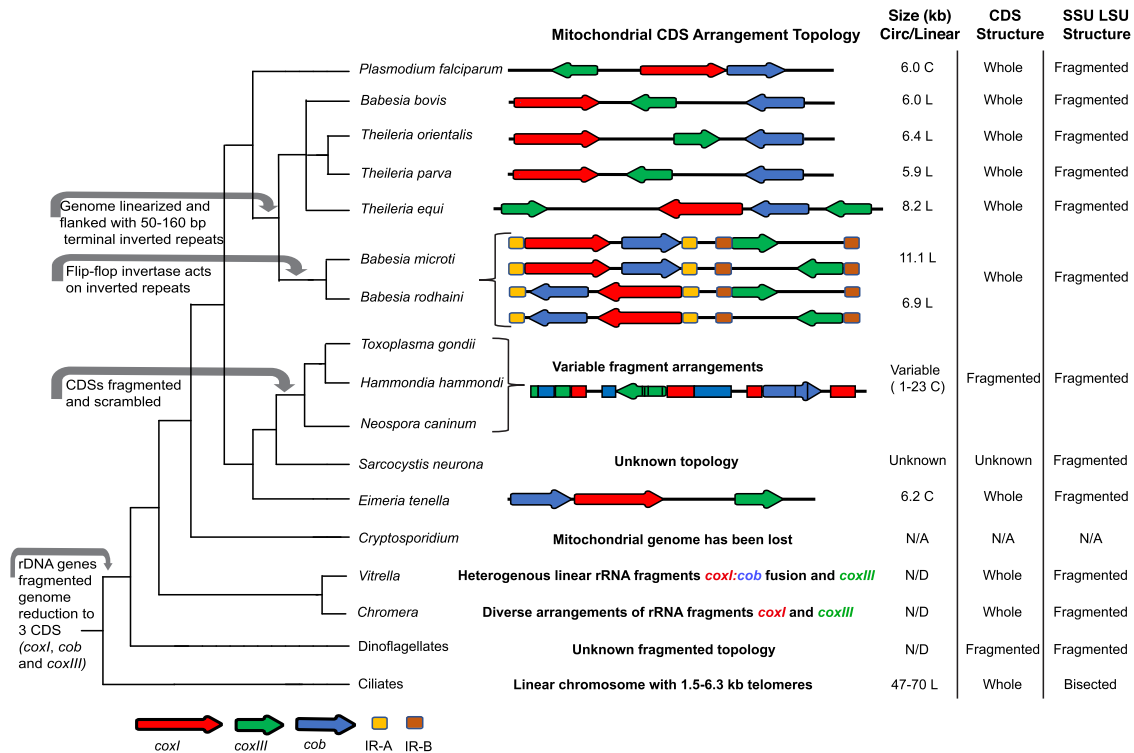 Size (kb) CDS SSU LSU
Mitochondrial CDS Arrangement Topology Circ/Linear Structure Structure
Plasmodium falciparum 6.0 C Whole Fragmented
Babesia bovis 6.0 L Whole Fragmented
Theileria orientalis 6.4 L Whole Fragmented
Theileria parva 5.9 L Whole Fragmented
Theileria equi 8.2 L Whole Fragmented
Genome linearized and
flanked with 50-160 bp
terminal inverted repeats
Babesia microti 11.1 L
Flip-flop invertase acts
on inverted repeats
Whole Fragmented
Babesia rodhaini 6.9 L
Toxoplasma gondii
Variable fragment arrangements
CDSs fragmented
and scrambled
Hammondia hammondi Variable
( 1-23 C) Fragmented Fragmented
Neospora caninum
Sarcocystis neurona Unknown topology Unknown Unknown Fragmented
Eimeria tenella 6.2 C Whole Fragmented
Cryptosporidium Mitochondrial genome has been lost N/A N/A N/A
rDNA genes
fragmented
genome
reduction to
3 CDS
(coxI, cob
and coxIII)
Vitrella Heterogenous linear rRNA fragments coxI:cob fusion and coxIII N/D Whole Fragmented
Chromera Diverse arrangements of rRNA fragments coxI and coxIII N/D Whole Fragmented
Dinoflagellates Unknown fragmented topology N/D Fragmented Fragmented
Ciliates Linear chromosome with 1.5-6.3 kb telomeres 47-70 L Whole Bisected
coxI coxIII cob IR-A IR-B